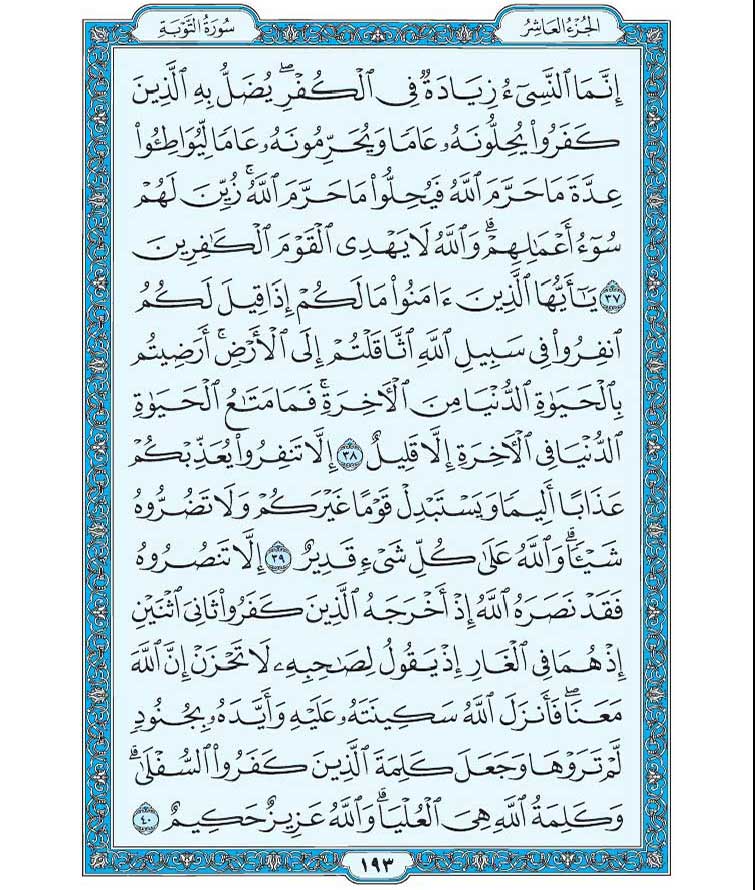 الجُزْءُ العَاشِرُ
سُورَةُ التَّوْبَةِ
إِنَّمَا ٱلنَّسِىٓءُ زِيَادَةٌ فِى ٱلْكُفْرِ ۖ يُضَلُّ بِهِ ٱلَّذِينَ
كَفَرُوا۟ يُحِلُّونَهُۥ عَامًا وَيُحَرِّمُونَهُۥ عَامًا لِّيُوَاطِـُٔوا۟
عِدَّةَ مَا حَرَّمَ ٱللَّهُ فَيُحِلُّوا۟ مَا حَرَّمَ ٱللَّهُ ۚ زُيِّنَ لَهُمْ
سُوٓءُ أَعْمَـٰلِهِمْ ۗ وَٱللَّهُ لَا يَهْدِى ٱلْقَوْمَ ٱلْكَـٰفِرِينَ
٣٧ يَـٰٓأَيُّهَا ٱلَّذِينَ ءَامَنُوا۟ مَا لَكُمْ إِذَا قِيلَ لَكُمُ
ٱنفِرُوا۟ فِى سَبِيلِ ٱللَّهِ ٱثَّاقَلْتُمْ إِلَى ٱلْأَرْضِ ۚ أَرَضِيتُم
بِٱلْحَيَوٰةِ ٱلدُّنْيَا مِنَ ٱلْـَٔاخِرَةِ ۚ فَمَا مَتَـٰعُ ٱلْحَيَوٰةِ
ٱلدُّنْيَا فِى ٱلْـَٔاخِرَةِ إِلَّا قَلِيلٌ ٣٨ إِلَّا تَنفِرُوا۟ يُعَذِّبْكُمْ
عَذَابًا أَلِيمًا وَيَسْتَبْدِلْ قَوْمًا غَيْرَكُمْ وَلَا تَضُرُّوهُ
شَيْـًٔا ۗ وَٱللَّهُ عَلَىٰ كُلِّ شَىْءٍ قَدِيرٌ ٣٩ إِلَّا تَنصُرُوهُ
فَقَدْ نَصَرَهُ ٱللَّهُ إِذْ أَخْرَجَهُ ٱلَّذِينَ كَفَرُوا۟ ثَانِىَ ٱثْنَيْنِ
إِذْ هُمَا فِى ٱلْغَارِ إِذْ يَقُولُ لِصَـٰحِبِهِۦ لَا تَحْزَنْ إِنَّ ٱللَّهَ
مَعَنَا ۖ فَأَنزَلَ ٱللَّهُ سَكِينَتَهُۥ عَلَيْهِ وَأَيَّدَهُۥ بِجُنُودٍ
لَّمْ تَرَوْهَا وَجَعَلَ كَلِمَةَ ٱلَّذِينَ كَفَرُوا۟ ٱلسُّفْلَىٰ ۗ
وَكَلِمَةُ ٱللَّهِ هِىَ ٱلْعُلْيَا ۗ وَٱللَّهُ عَزِيزٌ حَكِيمٌ ٤٠
١٩٣